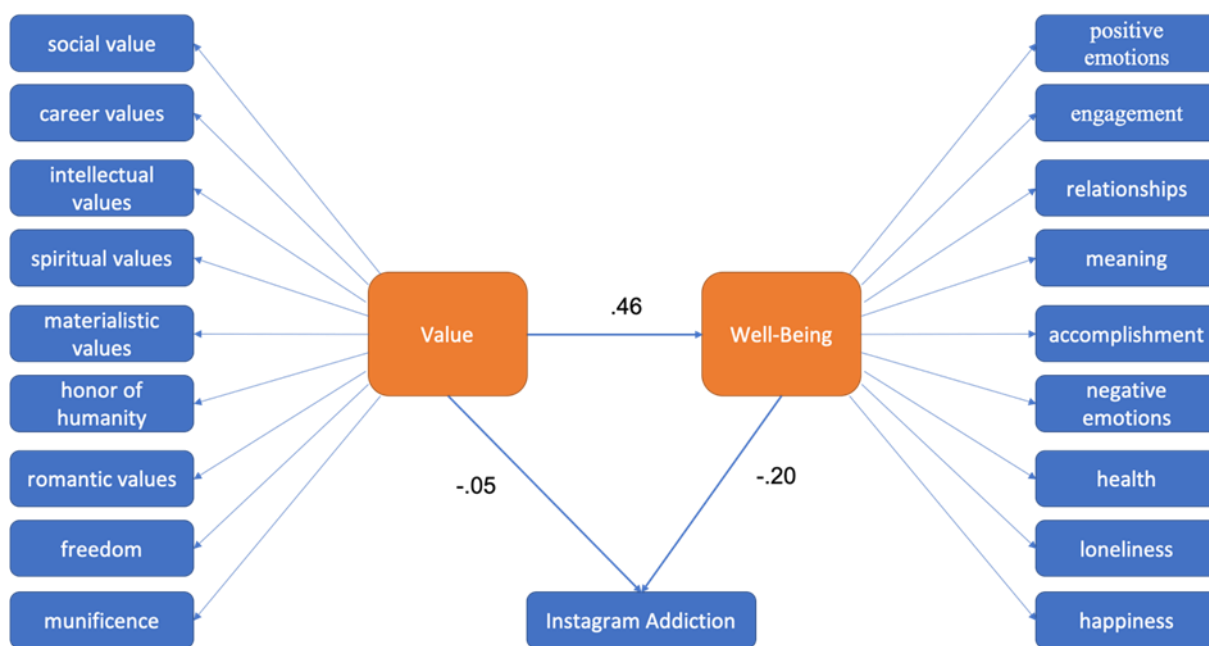 social value
career values
intellectual
values
spiritual values
materialistic
values
honor of
humanity
romantic values
freedom
munificence
Value
.46
Well-Being
-.05
-.20
Instagram Addiction
positive
emotions
engagement
relationships
meaning
accomplishment
negative
emotions
health
loneliness
happiness